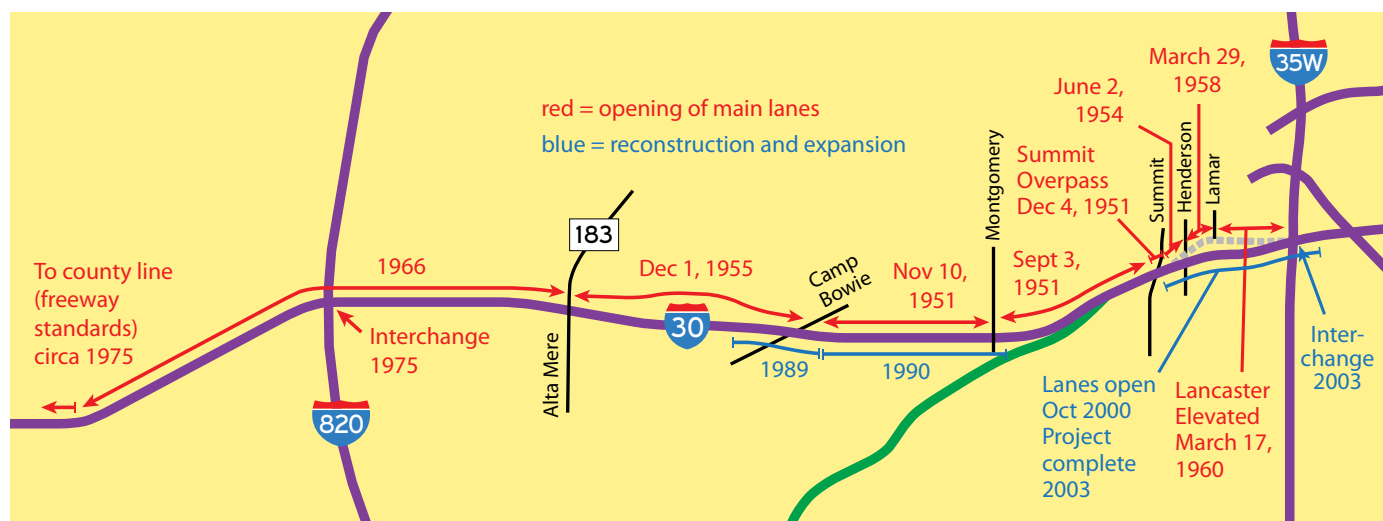 red = opening of main lanes
blue = reconstruction and expansion
To county line
(freeway
standards)
circa 1975
1966
Interchange
1975
820
183
Alta Mere
Dec 1, 1955
30
Camp
Bowie
1989
Nov 10,
1951
1990
Montgomery
Sept 3,
1951
Summit
Overpass
Dec 4, 1951
June 2,
1954
March 29,
1958
Summit
Henderson
Lamar
35W
Lanes open
Oct 2000
Project
complete
2003
Lancaster
Elevated
March 17,
1960
Inter-
change
2003